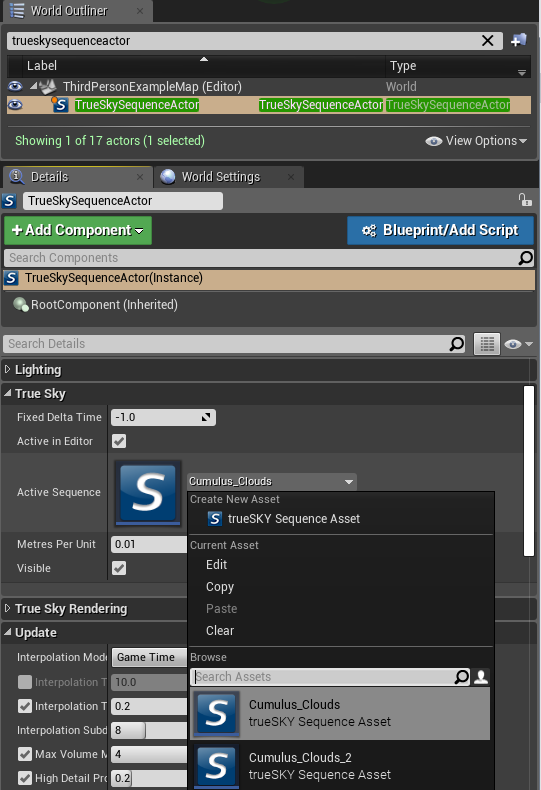 World Outliner
trueskysequenceactor
Label Type
ThirdPersonExampleMap (Editor) World
TrueSkySequenceActor TrueSkySequenceActor TrueSkySequenceActor
Showing 1 of 17 actors (1 selected) View Options
Details World Settings
TrueSkySequenceActor
+Add Component Blueprint/Add Script
Search Components
TrueSkySequenceActor(Instance)
RootComponent (Inherited)
Search Details
Lighting
True Sky
Fixed Delta Time -1.0
Active in Editor
Active Sequence Cumulus_Clouds
Create New Asset
trueSKY Sequence Asset
Current Asset
Edit
Copy
Paste
Clear
Browse
Search Assets
Cumulus_Clouds
trueSKY Sequence Asset
Cumulus_Clouds_2
trueSKY Sequence Asset
Metres Per Unit 0.01
Visible
True Sky Rendering
Update
Interpolation Mode Game Time
Interpolation T 10.0
Interpolation T 0.2
Interpolation Subd 8
Max Volume M 4
High Detail Pro 0.2